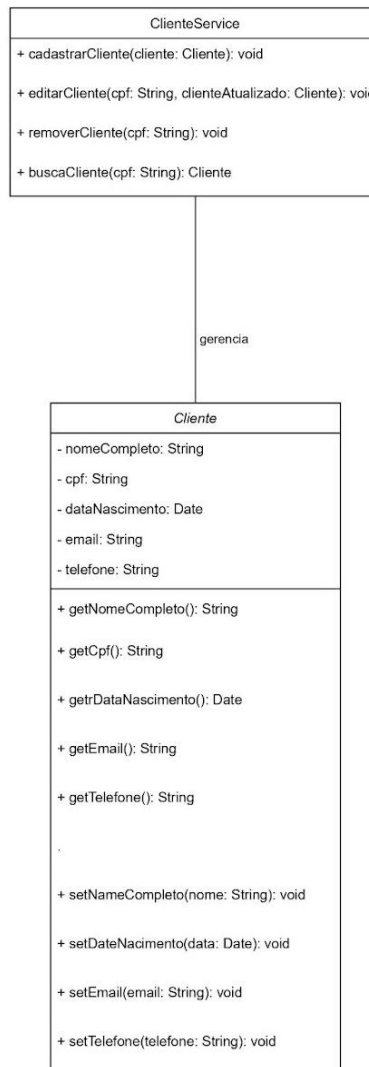 ClienteService
+ cadastrarCliente(cliente: Cliente): void
+ editarCliente(cpf: String, clienteAtualizado: Cliente): voi
+ removerCliente(cpf: String): void
+ buscaCliente(cpf: String): Cliente
gerencia
Cliente
- nomeCompleto: String
- cpf: String
- dataNascimento: Date
- email: String
- telefone: String
+ getNomeCompleto(): String
+ getCpf(): String
+ getrDataNascimento(): Date
+ getEmail(): String
+ getTelefone(): String
.
+ setNameCompleto(nome: String): void
+ setDateNacimento(data: Date): void
+ setEmail(email: String): void
+ setTelefone(telefone: String): void